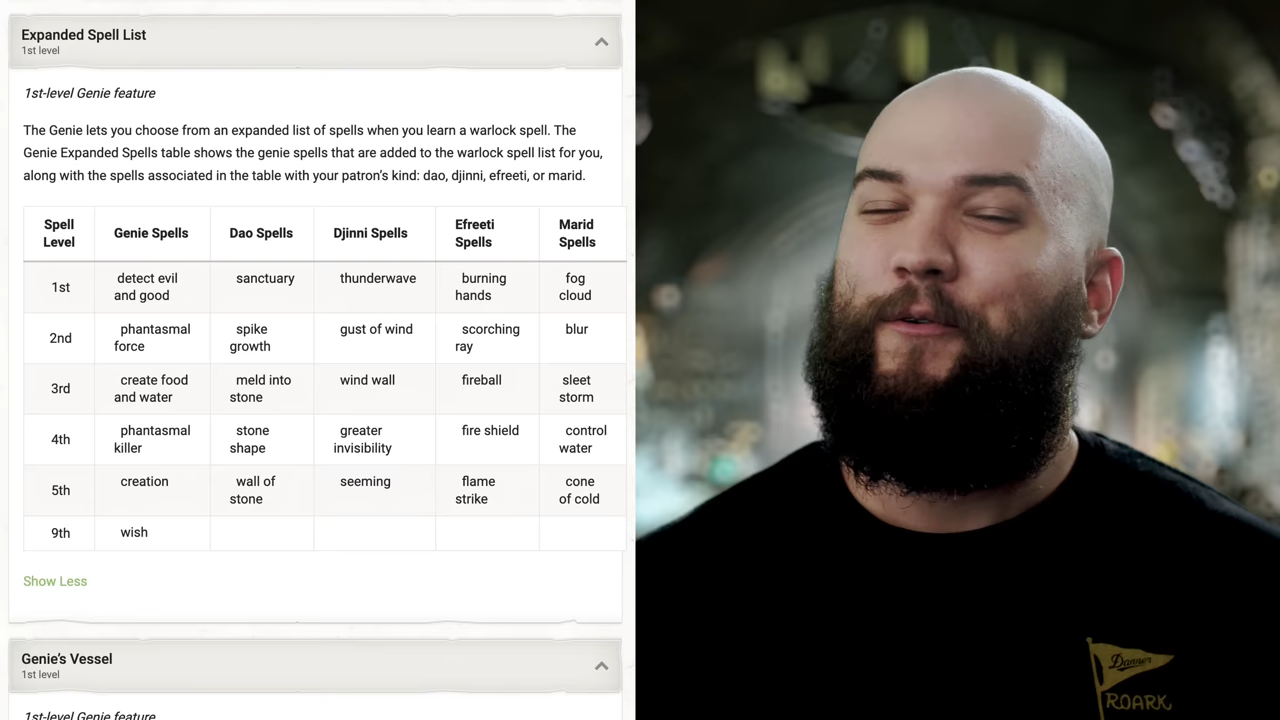 Expanded Spell List
1st level
1st-level Genie feature
The Genie lets you choose from an expanded list of spells when you learn a warlock spell. The
Genie Expanded Spells table shows the genie spells that are added to the warlock spell list for you,
along with the spells associated in the table with your patron's kind: dao, djinni, efreeti, or marid.
Spell Level Genie Spells Dao Spells Djinni Spells Efreeti Spells Marid Spells
1st detect evil and good sanctuary thunderwave burning hands fog cloud
2nd phantasmal force spike growth gust of wind scorching ray blur
3rd create food and water meld into stone wind wall fireball sleet storm
4th phantasmal killer stone shape greater invisibility fire shield control water
5th creation wall of stone seeming flame strike cone of cold
9th wish
Show Less
Genie's Vessel
1st level
1st-level Genie feature
Danner
ROARK